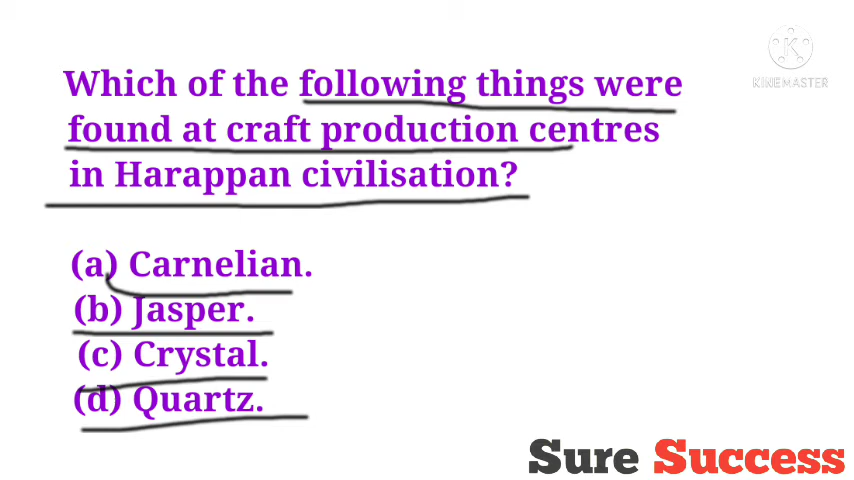 KINEMASTER
Which of the following things were
found at craft production centres
in Harappan civilisation?
(a) Carnelian.
(b) Jasper.
(c) Crystal.
(d) Quartz.
Sure Success